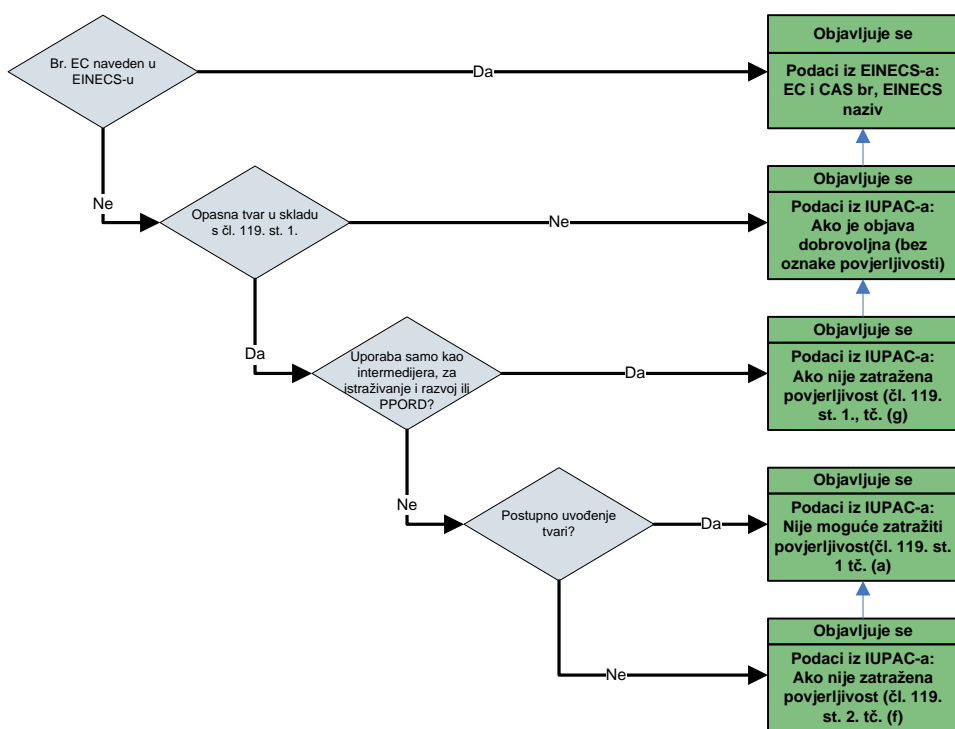 Br. EC naveden u
EINECS-u
Da
Objavljuje se
Podaci iz EINECS-a:
EC i CAS br, EINECS
naziv
Ne
Opasna tvar u skladu
s čl. 119. st. 1.
Ne
Objavljuje se
Podaci iz IUPAC-a:
Ako je objava
dobrovoljna (bez
oznake povjerljivosti)
Da
Uporaba samo kao
intermedijera, za
istraživanje i razvoj ili
PPORD?
Da
Objavljuje se
Podaci iz IUPAC-a:
Ako nije zatražena
povjerljivost (čl. 119.
st. 1., tč. (g)
Ne
Postupno uvođenje
tvari?
Da
Objavljuje se
Podaci iz IUPAC-a:
Nije moguće zatražiti
povjerljivost(čl. 119. st.
1 tč. (a)
Ne
Objavljuje se
Podaci iz IUPAC-a:
Ako nije zatražena
povjerljivost (čl. 119.
st. 2. tč. (f)